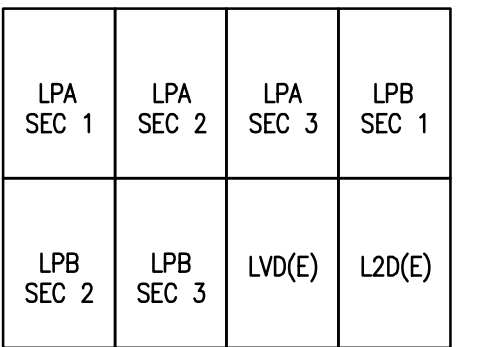 LPA
SEC 1
LPA
SEC 2
LPA
SEC 3
LPB
SEC 1
LPB
SEC 2
LPB
SEC 3
LVD(E)
L2D(E)